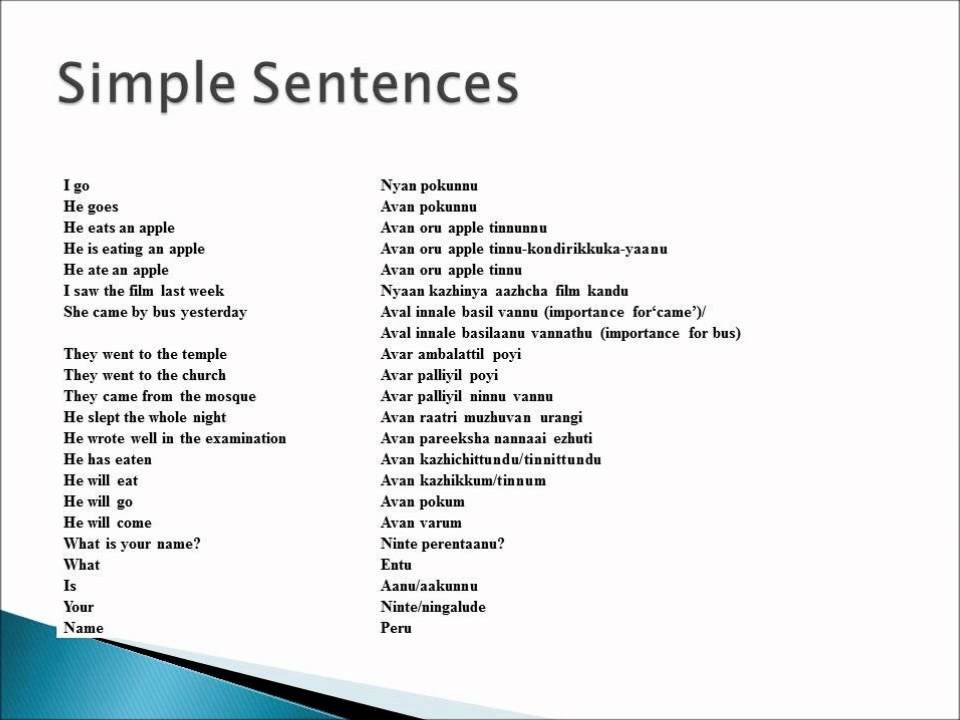 Simple Sentences
I go Nyan pokunnu
He goes Avan pokunnu
He eats an apple Avan oru apple tinnunnu
He is eating an apple Avan oru apple tinnu-kondirikkuka-yaanu
He ate an apple Avan oru apple tinnu
I saw the film last week Nyaan kazhinya aazhcha film kandu
She came by bus yesterday Aval innale basil vannu (importance for‘came’)/
Aval innale basilaanu vannathu (importance for bus)
They went to the temple Avar ambalattil poyi
They went to the church Avar palliyil poyi
They came from the mosque Avar palliyil ninnu vannu
He slept the whole night Avan raatri muzhuvan urangi
He wrote well in the examination Avan pareeksha nannaai ezhuti
He has eaten Avan kazhichittundu/tinnittundu
He will eat Avan kazhikkum/tinnum
He will go Avan pokum
He will come Avan varum
What is your name? Ninte perentaanu?
What Entu
Is Aanu/aakunnu
Your Ninte/ningalude
Name Peru